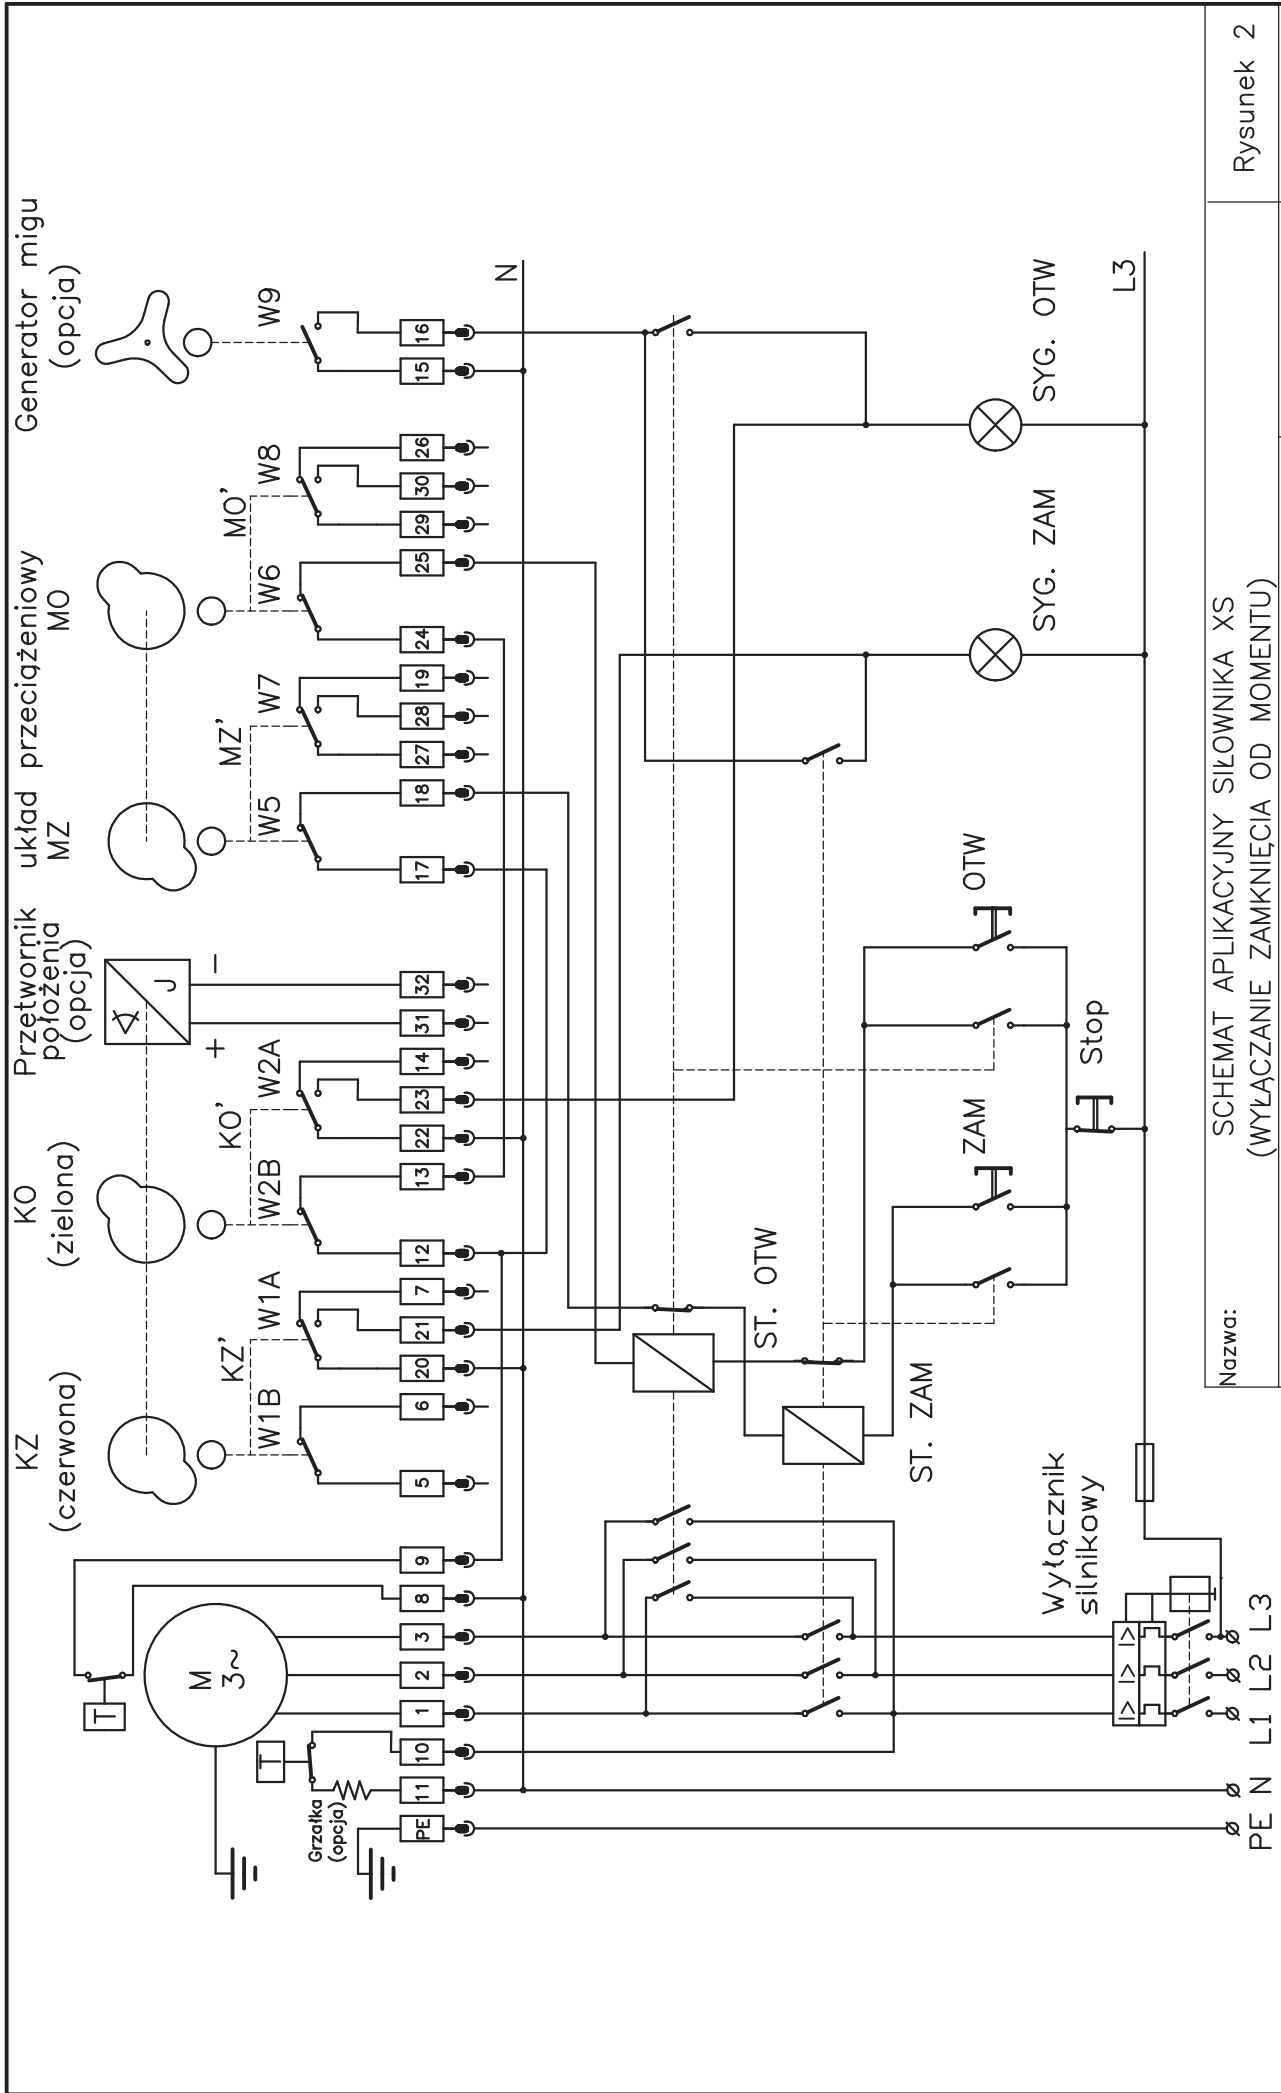 KZ
(czerwona)
KO
(zielona)
Przetwornik
położenia
(opcja)
układ przeciążeniowy
MZ
MO
Generator migu
(opcja)
KZ'
KO'
MZ'
MO'
W1B
W1A
W2B
W2A
W5
W7
W6
W8
W9
+
-
J
M
3~
T
T
Grzałka
(opcja)
PE
11
10
1
2
3
8
9
5
6
20
21
7
12
13
22
23
14
31
32
17
18
27
28
19
24
25
29
30
26
15
16
N
ST. OTW
ST. ZAM
ZAM
OTW
Stop
SYG. ZAM
SYG. OTW
L3
Wyłącznik
silnikowy
I>
I>
I>
PE N L1 L2 L3
Nazwa:
SCHEMAT APLIKACYJNY SIŁOWNIKA XS
(WYŁĄCZANIE ZAMKNIĘCIA OD MOMENTU)
Rysunek 2